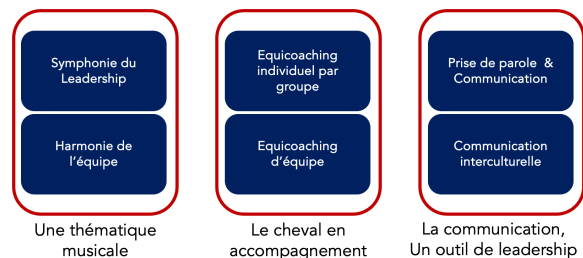 Symphonie du
Leadership
Harmonie de
l'équipe
Une thématique
musicale
Equicoaching
individuel par
groupe
Equicoaching
d'équipe
Le cheval en
accompagnement
Prise de parole & 
Communication
Communication
interculturelle
La communication,
Un outil de leadership